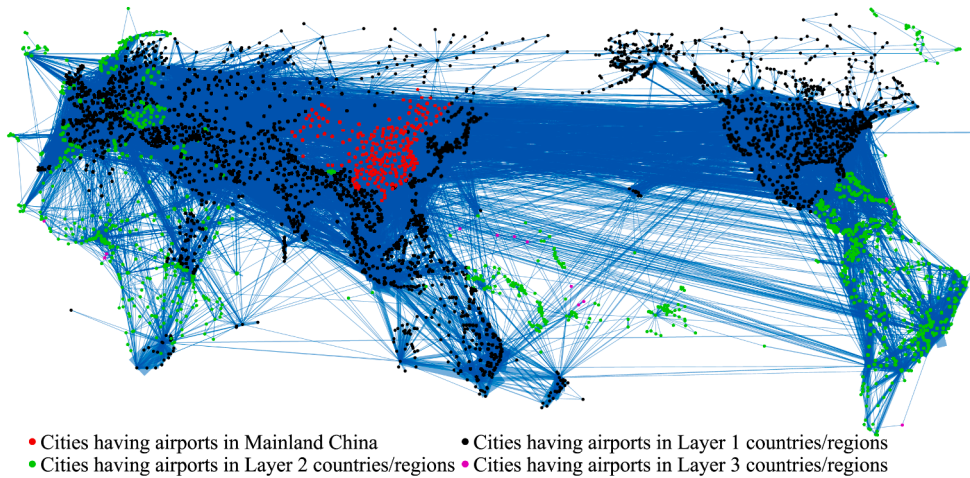 Cities having airports in Mainland China
Cities having airports in Layer 1 countries/regions
Cities having airports in Layer 2 countries/regions
Cities having airports in Layer 3 countries/regions